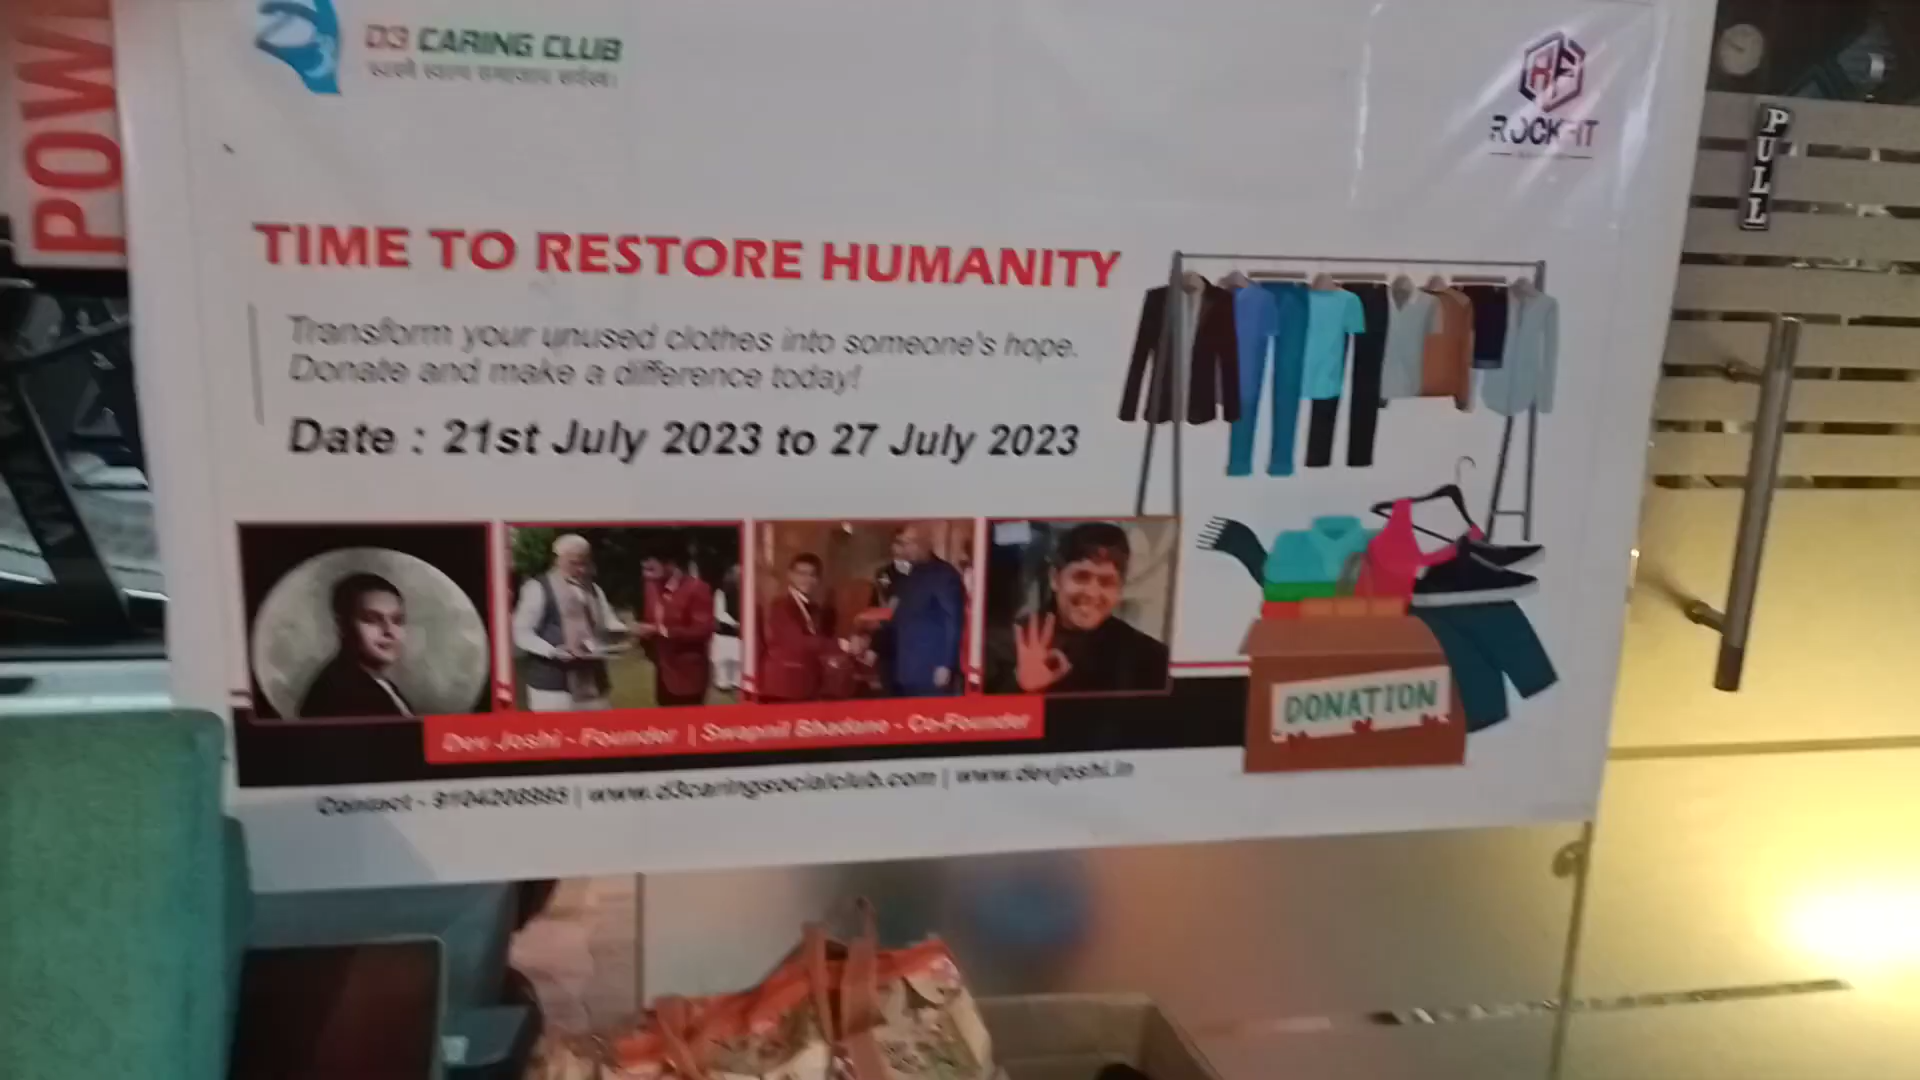 POW
D3 CARING CLUB
ROCKFIT
PULL
TIME TO RESTORE HUMANITY
Transform your unused clothes into someone's hope.
Donate and make a difference today!
Date : 21st July 2023 to 27 July 2023
DONATION
Dev Joshi - Founder | Swapnil Bhadane - Co-Founder
Contact - | www.d3caringsocialclub.com | www.devjoshi.in